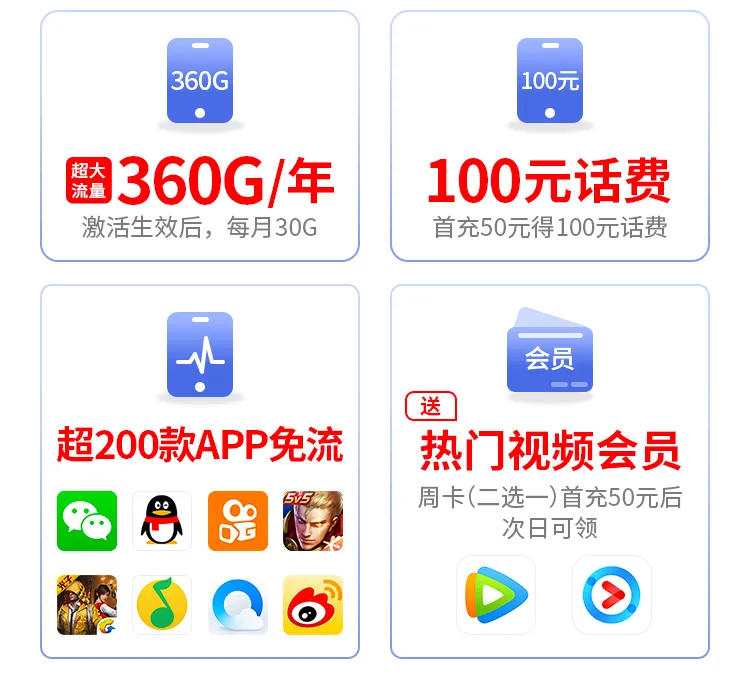 360G
超大
流量
360G/年
激活生效后，每月30G
100元
100元话费
首充50元得100元话费
超200款APP免流
5v5
会员
送
热门视频会员
周卡(二选一)首充50元后
次日可领